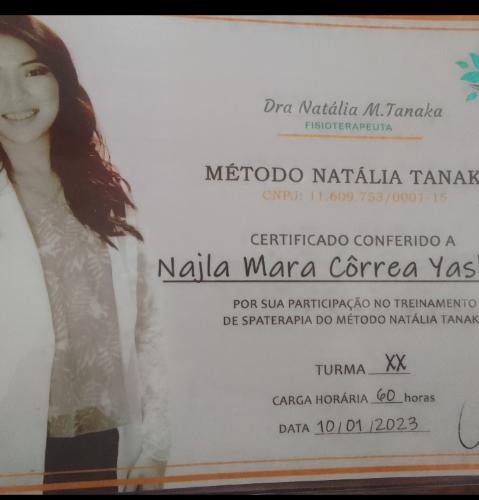 Dra Natália M.Tanaka
FISIOTERAPEUTA
MÉTODO NATÁLIA TANAK
CNPJ: 11.609.753/0001-15
CERTIFICADO CONFERIDO A
Najla Mara Côrrea Yas
POR SUA PARTICIPAÇÃO NO TREINAMENTO
DE SPATERAPIA DO MÉTODO NATÁLIA TANAK
TURMA XX
CARGA HORÁRIA 60 horas
DATA 10/01/2023